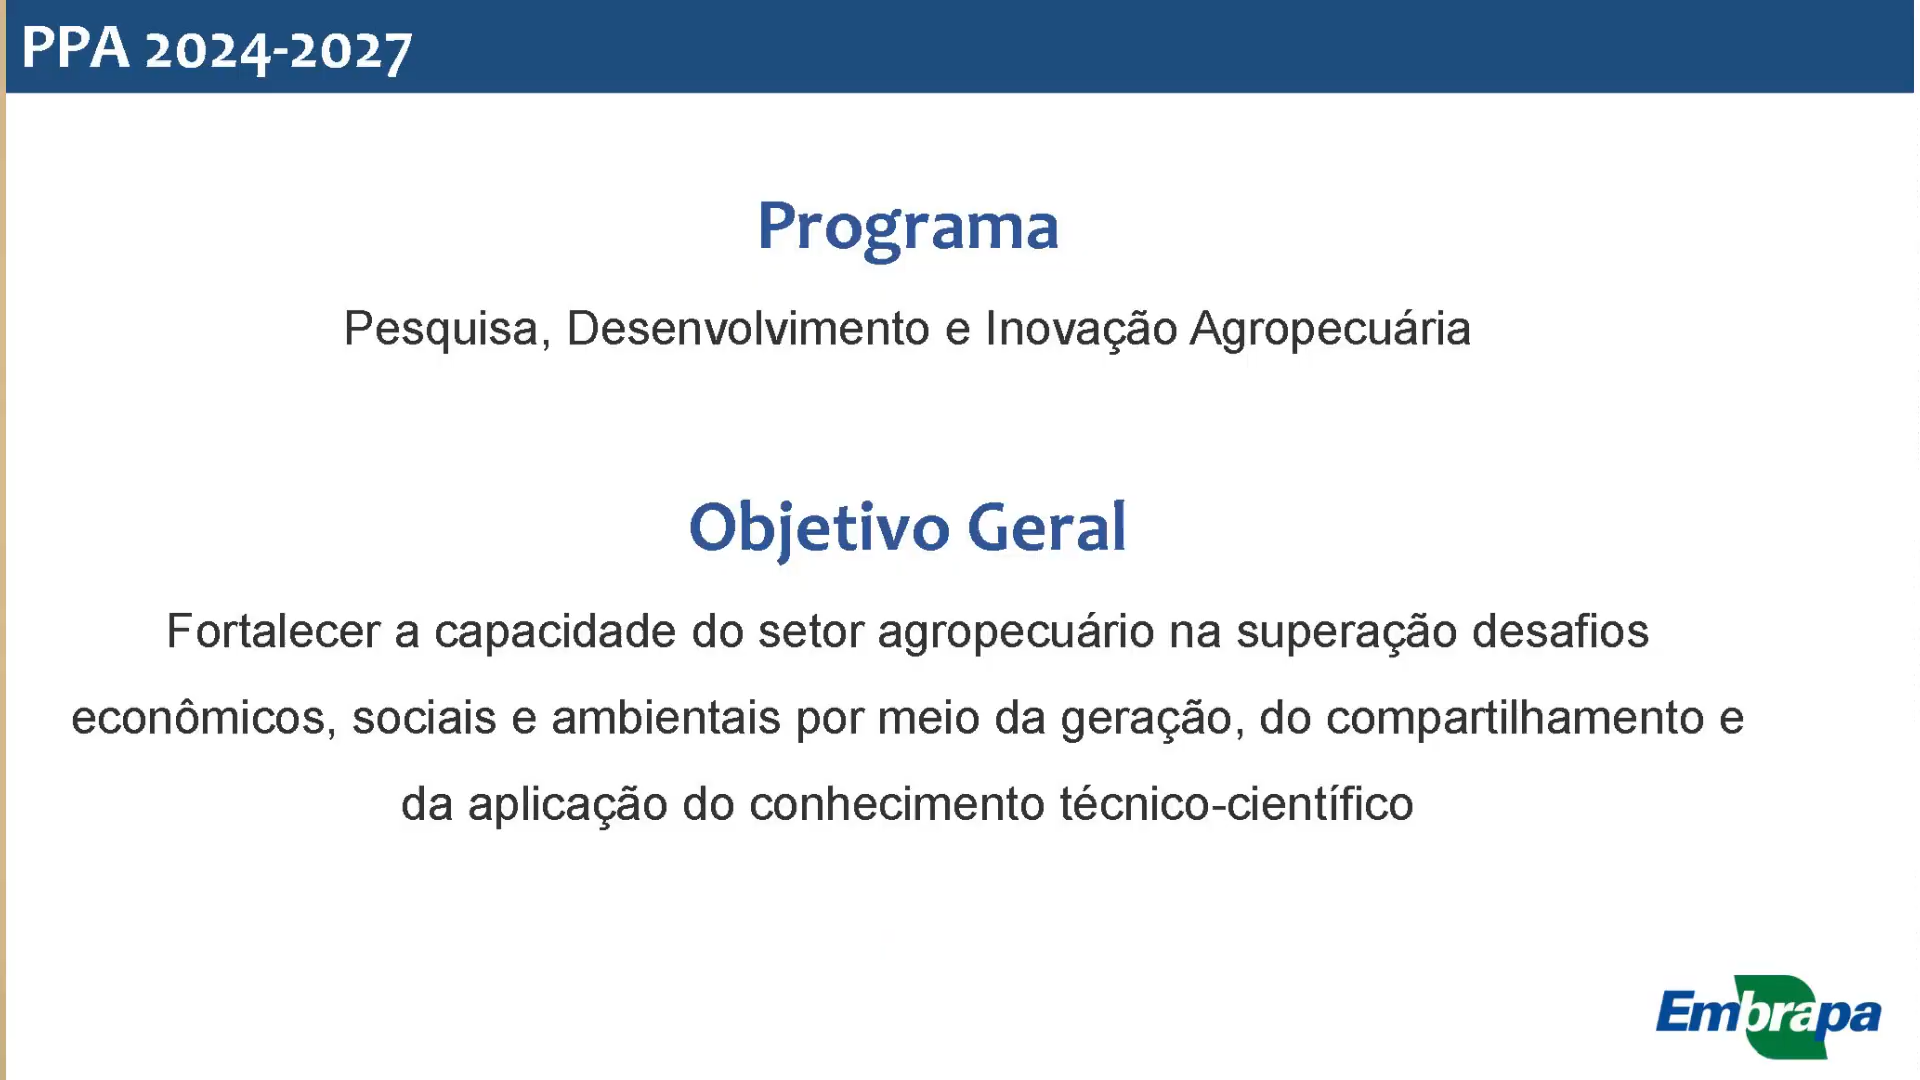 PPA 2024-2027
Programa
Pesquisa, Desenvolvimento e Inovação Agropecuária
Objetivo Geral
Fortalecer a capacidade do setor agropecuário na superação desafios
econômicos, sociais e ambientais por meio da geração, do compartilhamento e
da aplicação do conhecimento técnico-científico
Embrapa